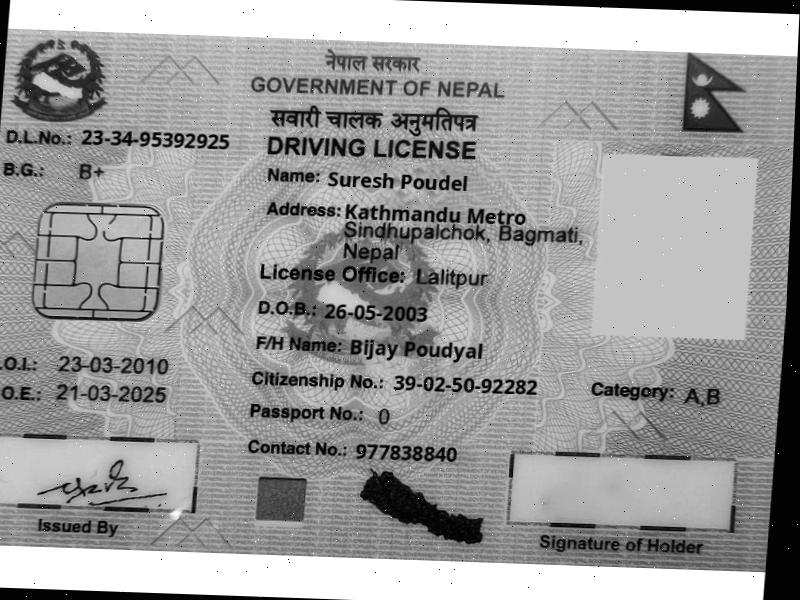 नेपाल सरकार
GOVERNMENT OF NEPAL
सवारी चालक अनुमतिपत्र
DRIVING LICENSE
D.L.No.: 23-34-95392925
B.G.: B+
Name: Suresh Poudel
Address: Kathmandu Metro
Sindhupalchok, Bagmati,
Nepal
License Office: Lalitpur
D.O.B.: 26-05-2003
F/H Name: Bijay Poudyal
.O.I.: 23-03-2010
.O.E.: 21-03-2025
Citizenship No.: 39-02-50-92282
Category: A,B
Passport No.: 0
Contact No.: 977838840
Issued By
Signature of Holder